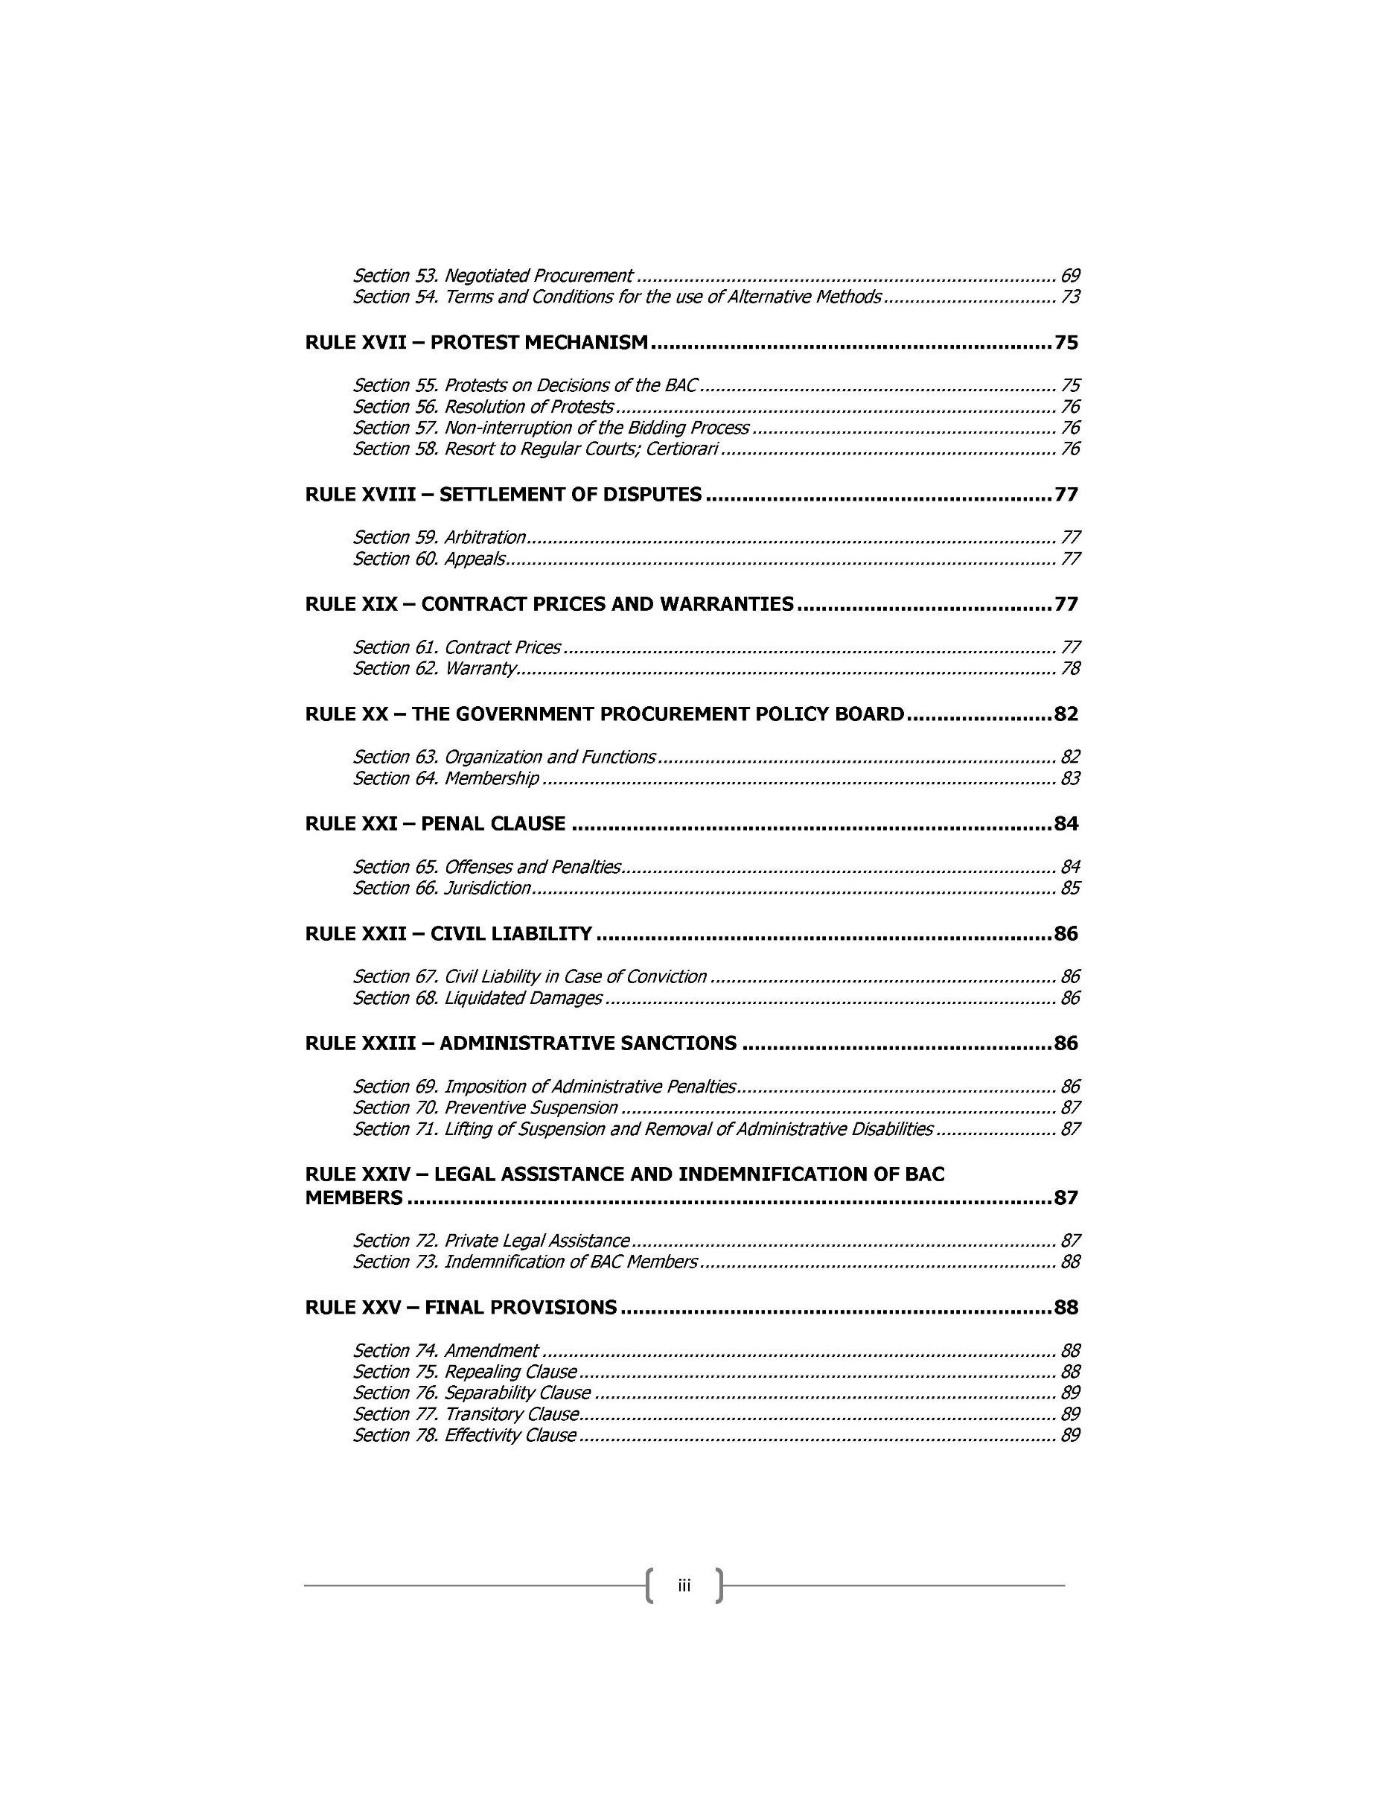 Section 53. Negotiated Procurement ................................................................................ 69
Section 54. Terms and Conditions for the use of Alternative Methods ................................. 73
RULE XVII – PROTEST MECHANISM .................................................................. 75
Section 55. Protests on Decisions of the BAC .................................................................... 75
Section 56. Resolution of Protests .................................................................................... 76
Section 57. Non-interruption of the Bidding Process .......................................................... 76
Section 58. Resort to Regular Courts; Certiorari ................................................................ 76
RULE XVIII – SETTLEMENT OF DISPUTES ......................................................... 77
Section 59. Arbitration..................................................................................................... 77
Section 60. Appeals......................................................................................................... 77
RULE XIX – CONTRACT PRICES AND WARRANTIES .......................................... 77
Section 61. Contract Prices .............................................................................................. 77
Section 62. Warranty....................................................................................................... 78
RULE XX – THE GOVERNMENT PROCUREMENT POLICY BOARD ........................ 82
Section 63. Organization and Functions ............................................................................ 82
Section 64. Membership .................................................................................................. 83
RULE XXI – PENAL CLAUSE ............................................................................... 84
Section 65. Offenses and Penalties................................................................................... 84
Section 66. Jurisdiction.................................................................................................... 85
RULE XXII – CIVIL LIABILITY ........................................................................... 86
Section 67. Civil Liability in Case of Conviction .................................................................. 86
Section 68. Liquidated Damages ...................................................................................... 86
RULE XXIII – ADMINISTRATIVE SANCTIONS ................................................... 86
Section 69. Imposition of Administrative Penalties............................................................. 86
Section 70. Preventive Suspension ................................................................................... 87
Section 71. Lifting of Suspension and Removal of Administrative Disabilities ....................... 87
RULE XXIV – LEGAL ASSISTANCE AND INDEMNIFICATION OF BAC
MEMBERS .......................................................................................................... 87
Section 72. Private Legal Assistance ................................................................................. 87
Section 73. Indemnification of BAC Members .................................................................... 88
RULE XXV – FINAL PROVISIONS ....................................................................... 88
Section 74. Amendment .................................................................................................. 88
Section 75. Repealing Clause ........................................................................................... 88
Section 76. Separability Clause ........................................................................................ 89
Section 77. Transitory Clause........................................................................................... 89
Section 78. Effectivity Clause ........................................................................................... 89
iii